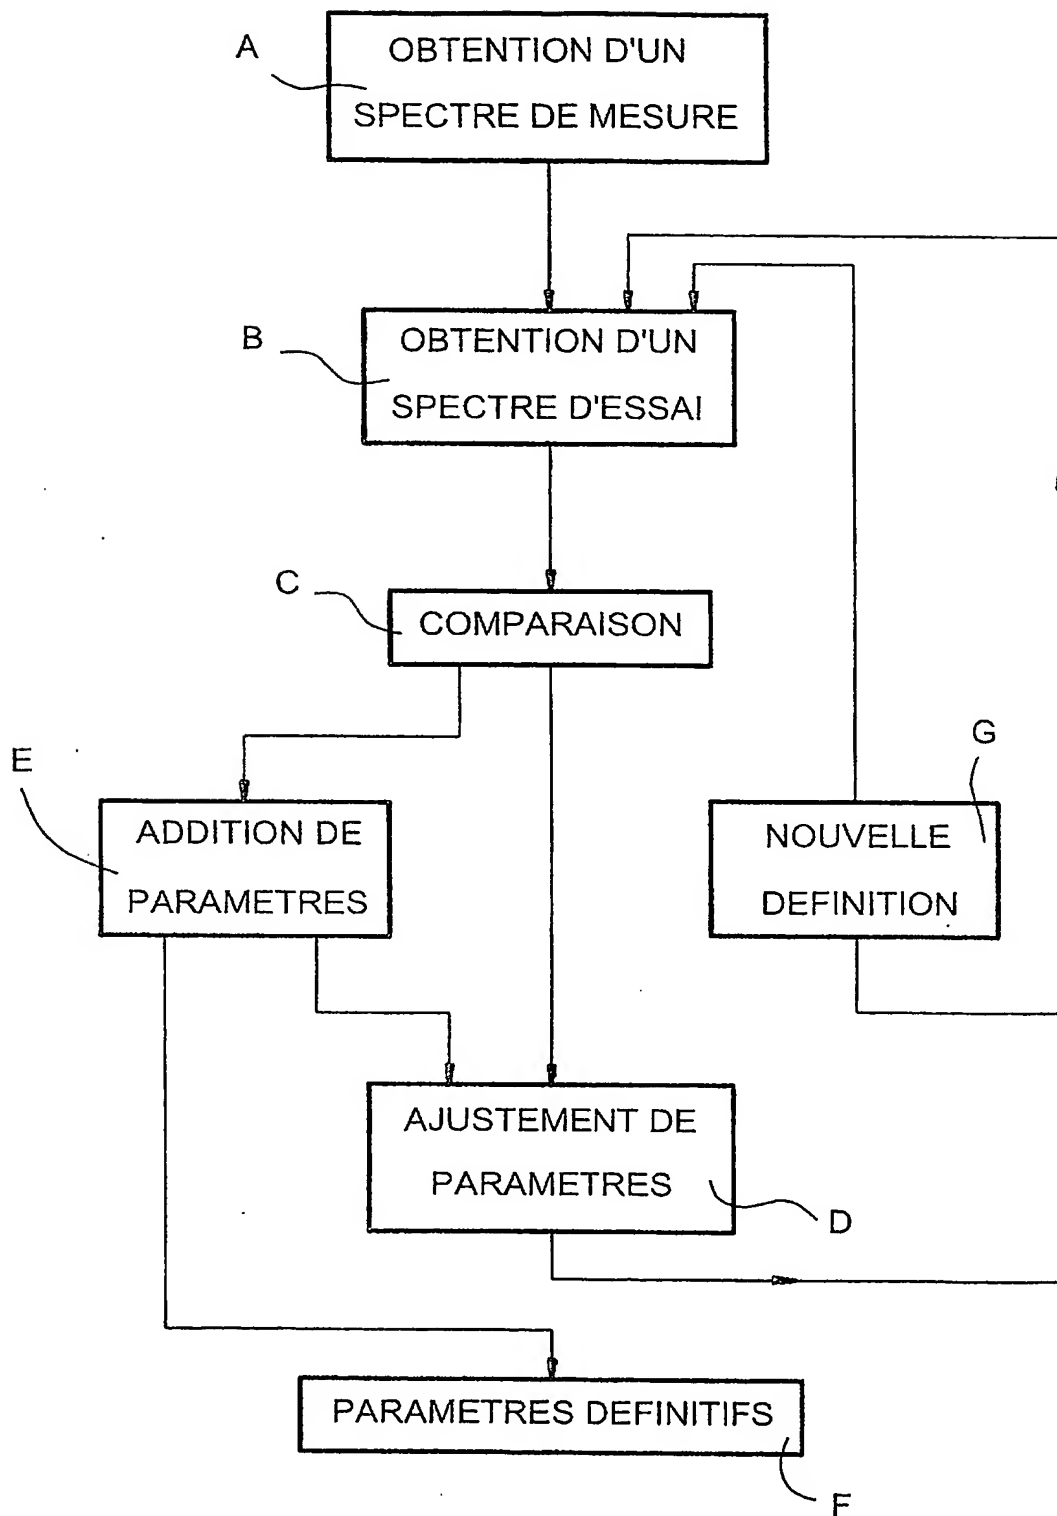 A
OBTENTION D'UN
SPECTRE DE MESURE
B
OBTENTION D'UN
SPECTRE D'ESSAI
C
COMPARAISON
E
ADDITION DE
PARAMETRES
G
NOUVELLE
DEFINITION
AJUSTEMENT DE
PARAMETRES
D
PARAMETRES DEFINITIFS
F